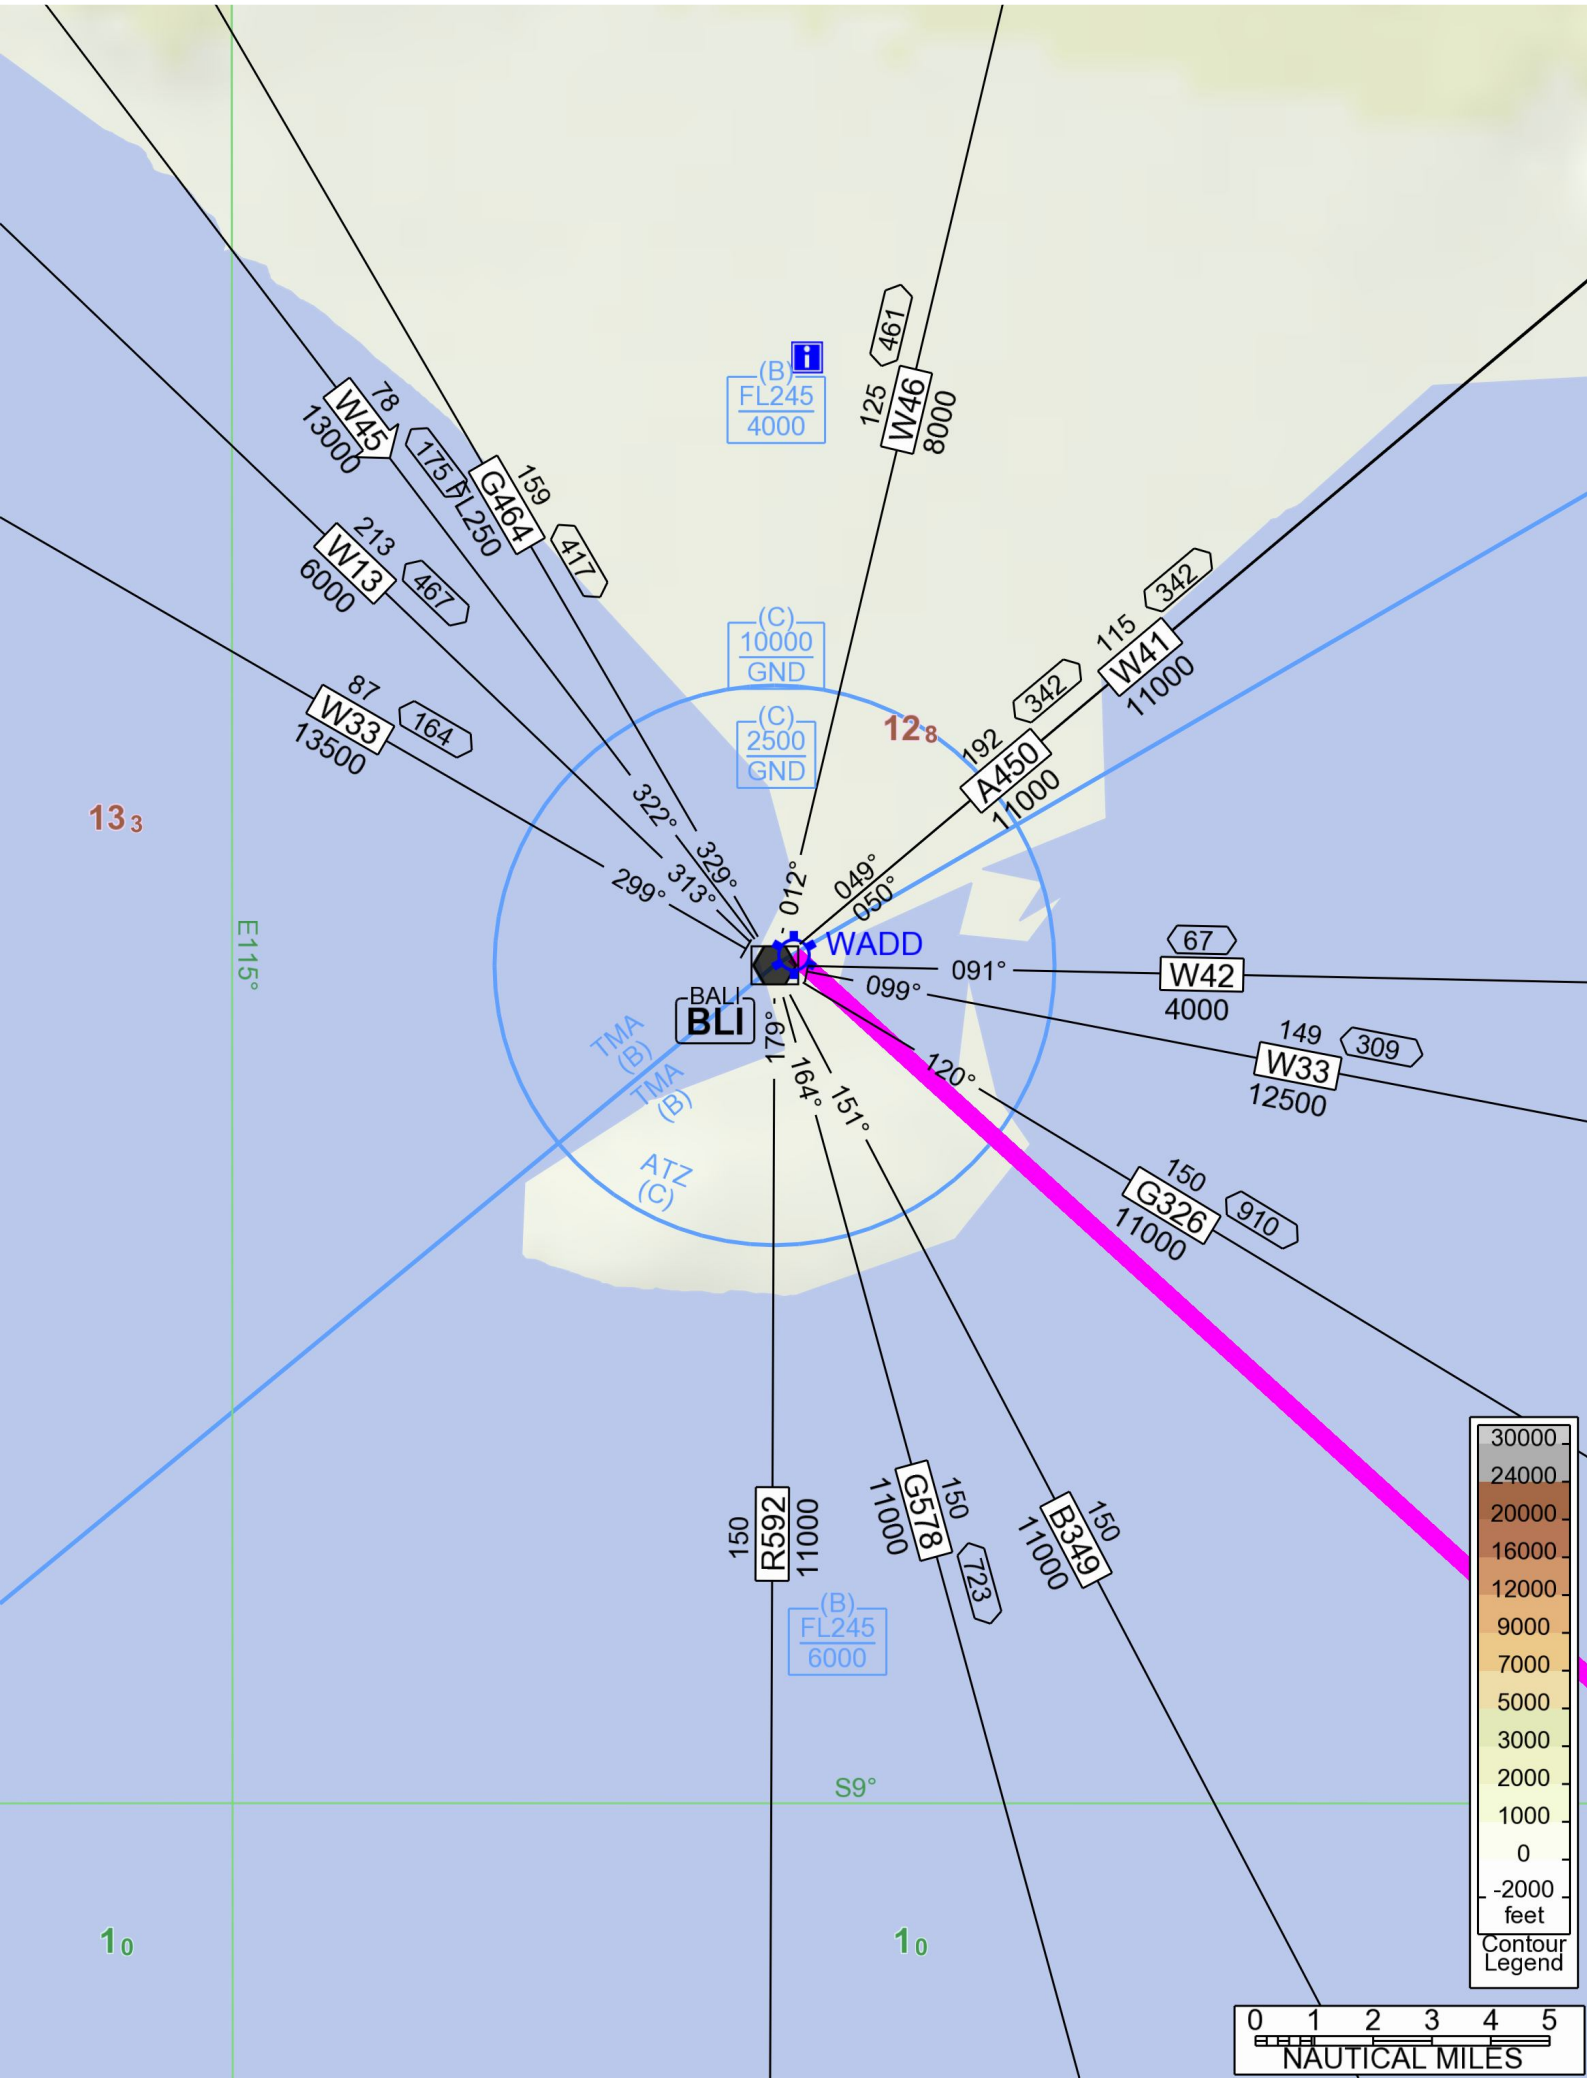 461
(B)
FL245
4000
125
W46
8000
78
W45
13000
175
FL250
159
G464
417
213
W13
6000
467
342
115
W41
11000
(C)
10000
GND
342
192
A450
11000
87
W33
13500
164
(C)
2500
GND
12 8
13 3
322°
329°
313°
299°
012°
049°
050°
E115°
WADD
67
W42
4000
091°
099°
BALI
BLI
179°
149
W33
12500
309
TMA
(B)
TMA
(B)
164°
151°
120°
ATZ
(C)
150
G326
11000
910
150
R592
11000
150
G578
11000
723
150
B349
11000
(B)
FL245
6000
S9°
30000
24000
20000
16000
12000
9000
7000
5000
3000
2000
1000
0
-2000
feet
Contour
Legend
1 0
1 0
0 1 2 3 4 5
NAUTICAL MILES